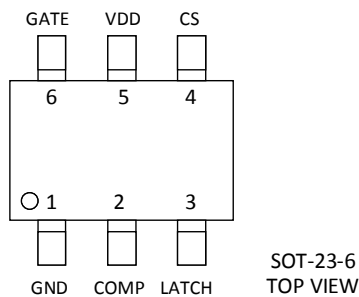 GATE VDD CS
6 5 4
1 2 3
GND COMP LATCH
SOT-23-6
TOP VIEW